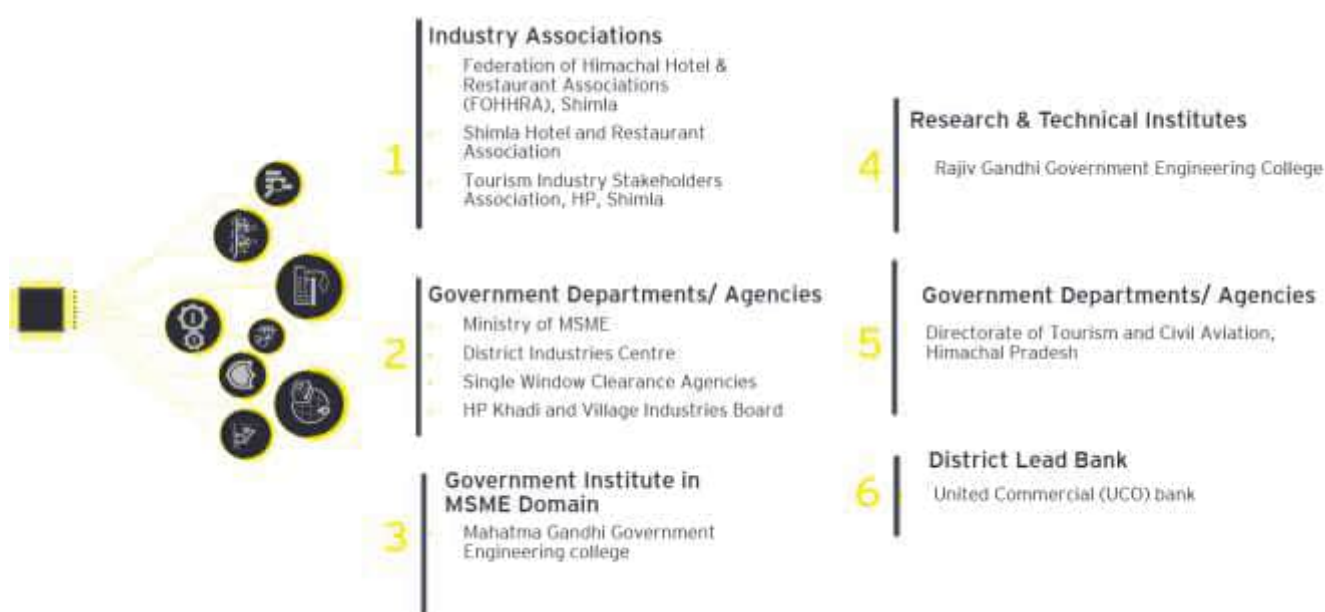 1
Industry Associations
Federation of Himachal Hotel &
Restaurant Associations
(FOHHRA), Shimla
Shimla Hotel and Restaurant
Association
Tourism Industry Stakeholders
Association, HP, Shimla
2
Government Departments/ Agencies
Ministry of MSME
District Industries Centre
Single Window Clearance Agencies
HP Khadi and Village Industries Board
3
Government Institute in
MSME Domain
Mahatma Gandhi Government
Engineering college
4
Research & Technical Institutes
Rajiv Gandhi Government Engineering College
5
Government Departments/ Agencies
Directorate of Tourism and Civil Aviation,
Himachal Pradesh
6
District Lead Bank
United Commercial (UCO) bank